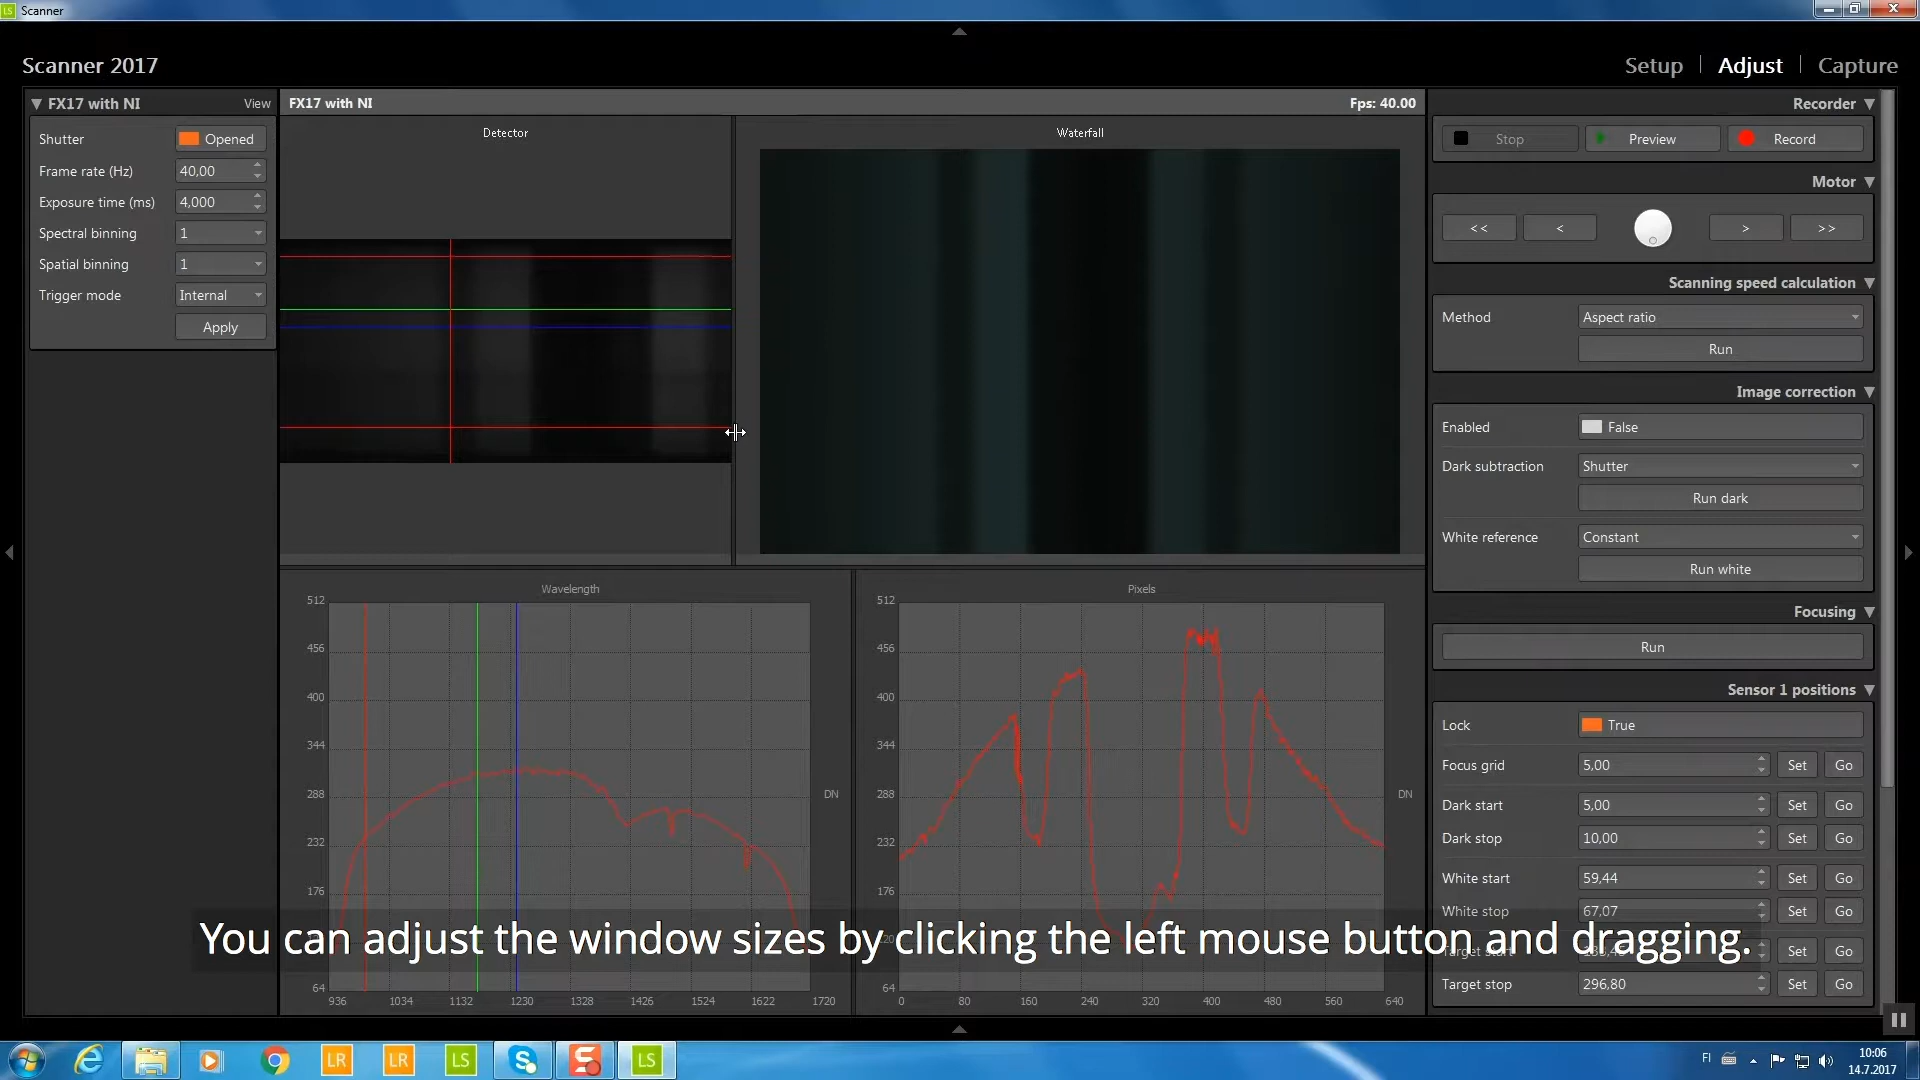 Scanner
Scanner 2017
Setup
Adjust
Capture
FX17 with NI
View
Shutter
Opened
Frame rate (Hz)
40,00
Exposure time (ms)
4,000
Spectral binning
1
Spatial binning
1
Trigger mode
Internal
Apply
FX17 with NI
Fps: 40.00
Detector
Waterfall
Wavelength
512
456
400
344
288
232
176
64
DN
936 1034 1132 1230 1328 1426 1524 1622 1720
Pixels
512
456
400
344
288
232
176
64
DN
0 80 160 240 320 400 480 560 640
Recorder
Stop
Preview
Record
Motor
<<
<
>
>>
Scanning speed calculation
Method
Aspect ratio
Run
Image correction
Enabled
False
Dark subtraction
Shutter
Run dark
White reference
Constant
Run white
Focusing
Run
Sensor 1 positions
Lock
True
Focus grid
5,00
Set
Go
Dark start
5,00
Set
Go
Dark stop
10,00
Set
Go
White start
59,44
Set
Go
White stop
67,07
Set
Go
Target start
Set
Go
Target stop
296,80
Set
Go
You can adjust the window sizes by clicking the left mouse button and dragging.
LR
LR
LS
LS
FI
10:06
14.7.2017